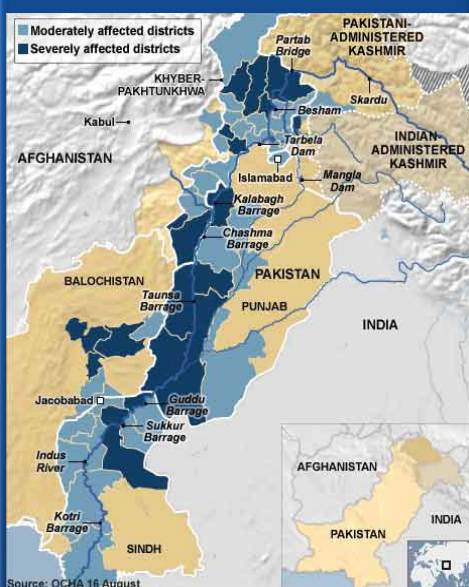 Moderately affected districts
Severely affected districts
PAKISTANI-
ADMINISTERED
KASHMIR
Partab
Bridge
KHYBER-
PAKHTUNKHWA
Skardu
Besham
Kabul
Tarbela
Dam
INDIAN-
ADMINISTERED
KASHMIR
AFGHANISTAN
Islamabad
Mangla
Dam
Kalabagh
Barrage
Chashma
Barrage
BALOCHISTAN
PAKISTAN
Taunsa
Barrage
PUNJAB
INDIA
Jacobabad
Guddu
Barrage
Sukkur
Barrage
Indus
River
Kotri
Barrage
SINDH
AFGHANISTAN
PAKISTAN
INDIA
Source: OCHA 16 August